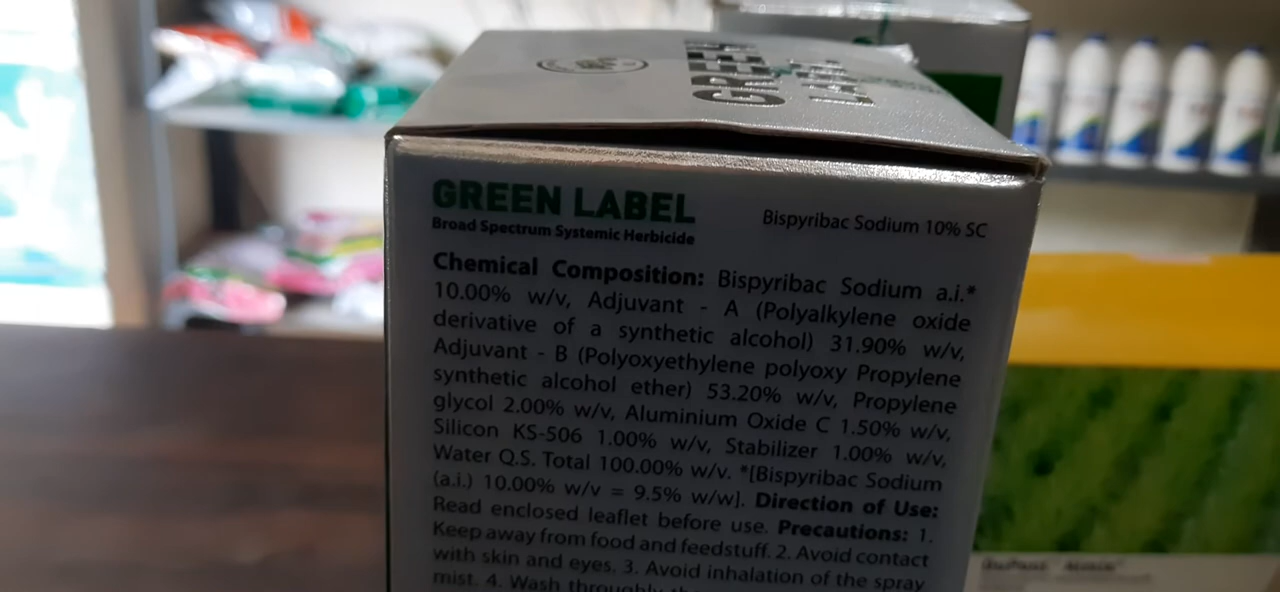 GREEN
GREEN LABEL
Broad Spectrum Systemic Herbicide
Bispyribac Sodium 10% SC
Chemical Composition: Bispyribac Sodium a.i.*
10.00% w/v, Adjuvant - A (Polyalkylene oxide
derivative of a synthetic alcohol) 31.90% w/v,
Adjuvant - B (Polyoxyethylene polyoxy Propylene
synthetic alcohol ether) 53.20% w/v, Propylene
glycol 2.00% w/v, Aluminium Oxide C 1.50% w/v,
Silicon KS-506 1.00% w/v, Stabilizer 1.00% w/v,
Water Q.S. Total 100.00% w/v. *[Bispyribac Sodium
(a.i.) 10.00% w/v = 9.5% w/w]. Direction of Use:
Read enclosed leaflet before use. Precautions: 1.
Keep away from food and feedstuff. 2. Avoid contact
with skin and eyes. 3. Avoid inhalation of the spray
mist. 4. Wash throughly